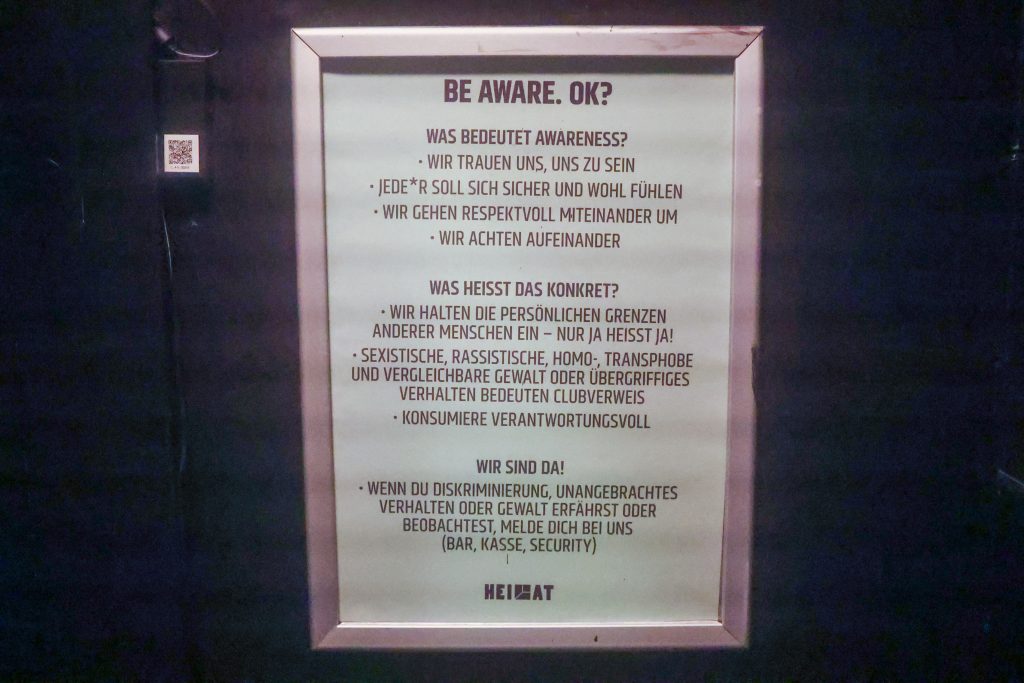 BE AWARE. OK?
WAS BEDEUTET AWARENESS?
· WIR TRAUEN UNS, UNS ZU SEIN
· JEDE*R SOLL SICH SICHER UND WOHL FÜHLEN
· WIR GEHEN RESPEKTVOLL MITEINANDER UM
· WIR ACHTEN AUFEINANDER
WAS HEISST DAS KONKRET?
· WIR HALTEN DIE PERSÖNLICHEN GRENZEN
ANDERER MENSCHEN EIN – NUR JA HEISST JA!
· SEXISTISCHE, RASSISTISCHE, HOMO-, TRANSPHOBE
UND VERGLEICHBARE GEWALT ODER ÜBERGRIFFIGES
VERHALTEN BEDEUTEN CLUBVERWEIS
· KONSUMIERE VERANTWORTUNGSVOLL
WIR SIND DA!
· WENN DU DISKRIMINIERUNG, UNANGEBRACHTES
VERHALTEN ODER GEWALT ERFÄHRST ODER
BEOBACHTEST, MELDE DICH BEI UNS
(BAR, KASSE, SECURITY)
HEIMAT